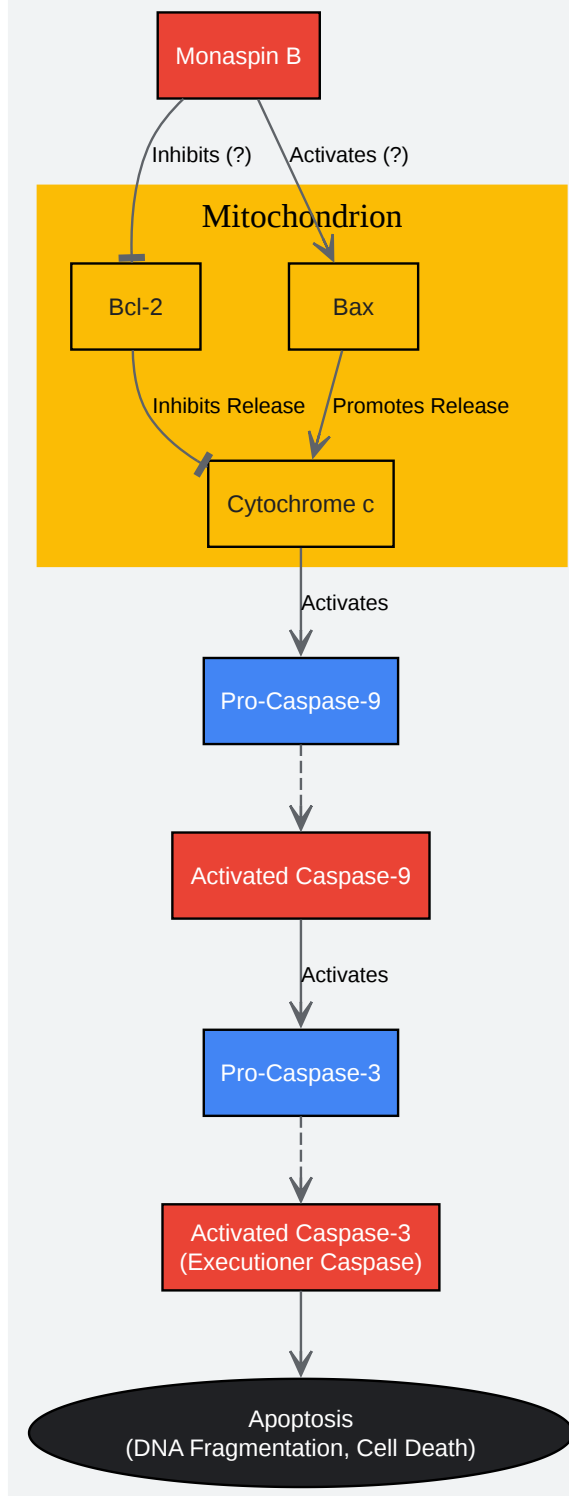 Monaspin B
Inhibits (?)
Activates (?)
Mitochondrion
Bcl-2
Bax
Inhibits Release
Promotes Release
Cytochrome c
Activates
Pro-Caspase-9
Activated Caspase-9
Activates
Pro-Caspase-3
Activated Caspase-3
(Executioner Caspase)
Apoptosis
(DNA Fragmentation, Cell Death)